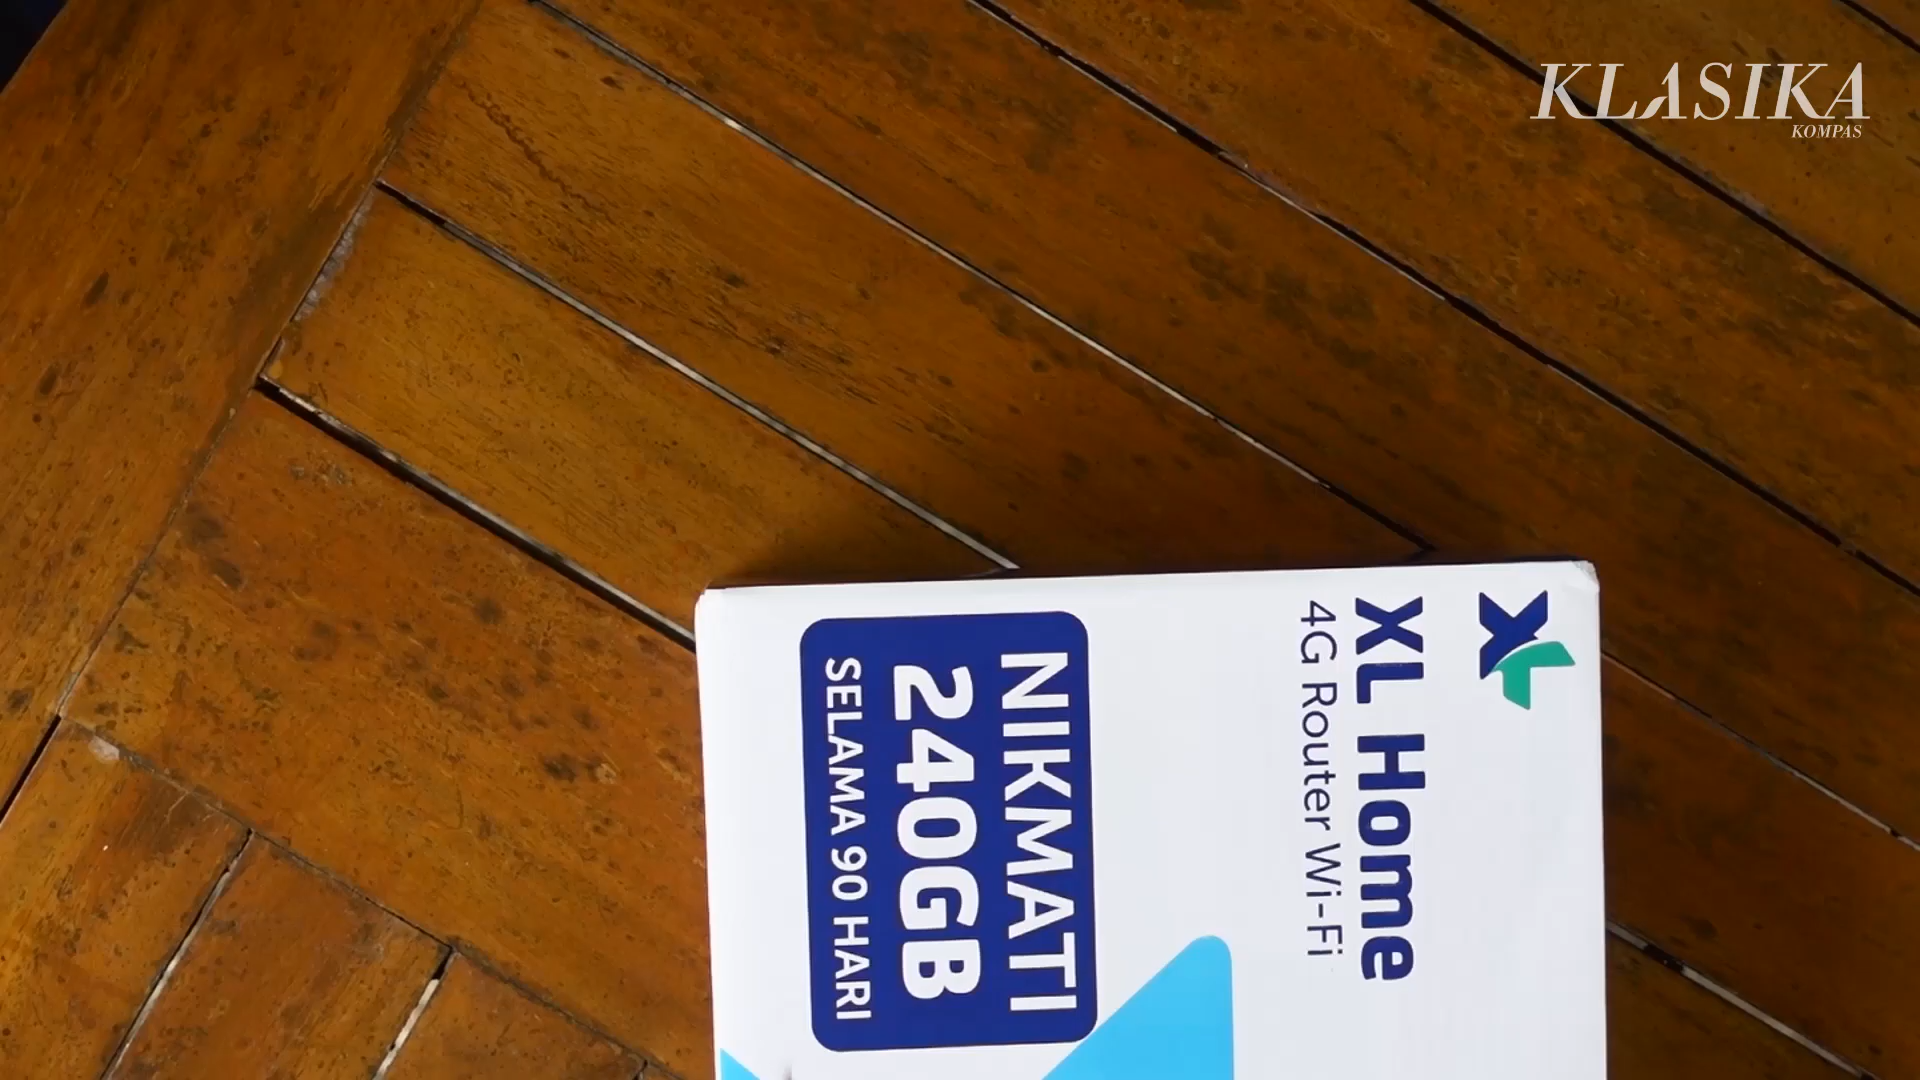 KLASIKA
KOMPAS
XL
XL Home
4G Router Wi-Fi
NIKMATI
240GB
SELAMA 90 HARI